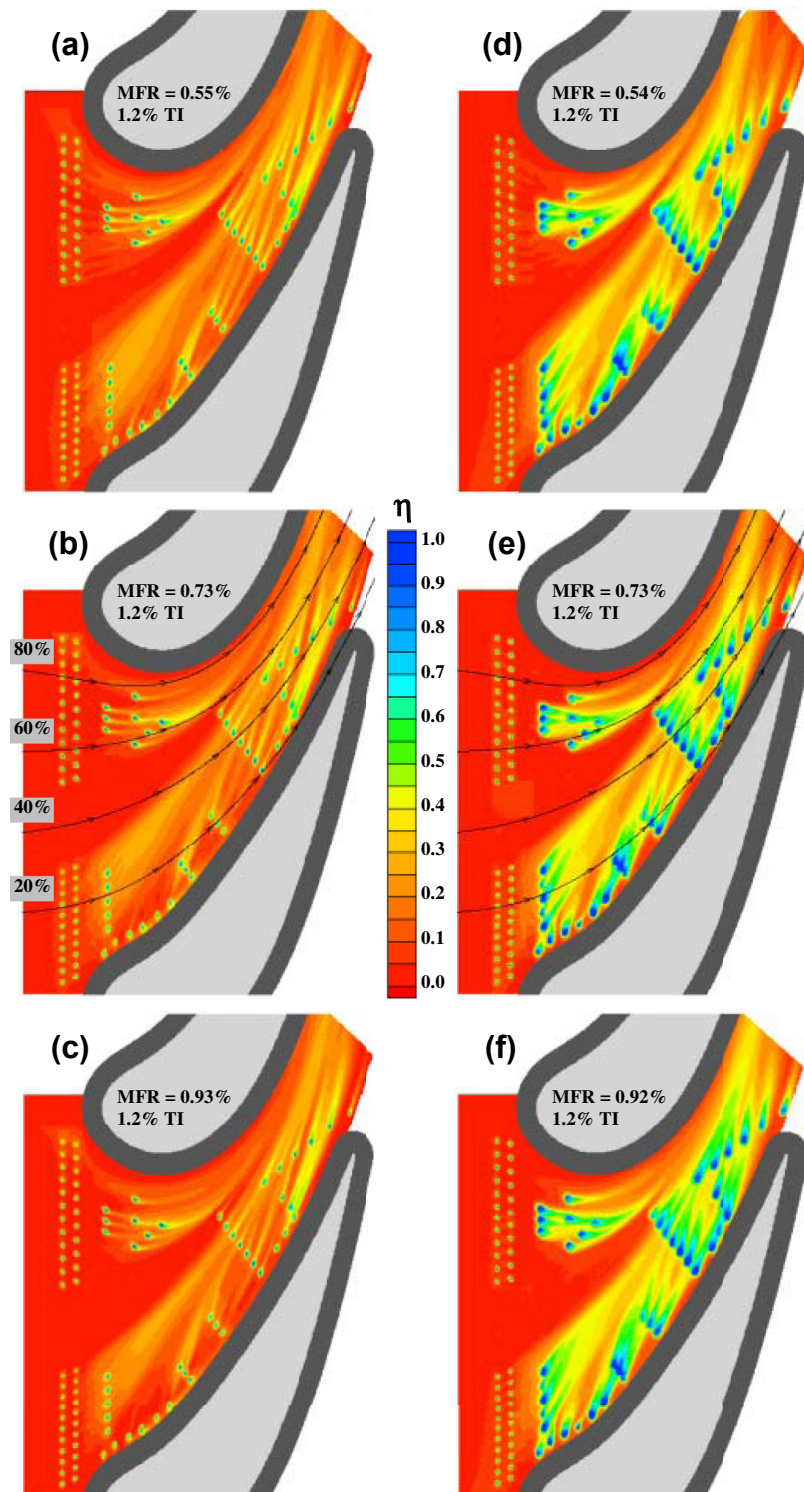 (a)
MFR = 0.55%
1.2% TI
(d)
MFR = 0.54%
1.2% TI
(b)
MFR = 0.73%
1.2% TI
80%
60%
40%
20%
η
1.0
0.9
0.8
0.7
0.6
0.5
0.4
0.3
0.2
0.1
0.0
(e)
MFR = 0.73%
1.2% TI
(c)
MFR = 0.93%
1.2% TI
(f)
MFR = 0.92%
1.2% TI